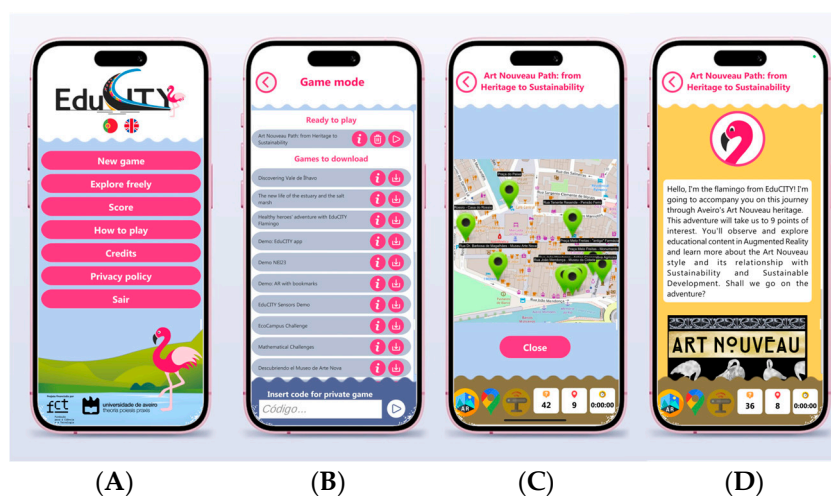 EduCITY
New game
Explore freely
Score
How to play
Credits
Privacy policy
Sair
fct
universidade de aveiro
theoria poiesis praxis
Game mode
Ready to play
Art Nouveau Path: from Heritage to
Sustainability
Games to download
Discovering Vale de Ílhavo
The new life of the estuary and the salt
marsh
Healthy heroes' adventure with EduCITY
Flamingo
Demo: EduCITY app
Demo NEI23
Demo: AR with bookmarks
EduCITY Sensors Demo
EcoCampus Challenge
Mathematical Challenges
Descubriendo el Museo de Arte Nova
Insert code for private game
Código...
Art Nouveau Path: from
Heritage to Sustainability
Close
AR
42
9
0:00:00
Art Nouveau Path: from
Heritage to Sustainability
Hello, I'm the flamingo from EduCITY! I'm
going to accompany you on this journey
through Aveiro's Art Nouveau heritage.
This adventure will take us to 9 points of
interest. You'll observe and explore
educational content in Augmented Reality
and learn more about the Art Nouveau
style and its relationship with
Sustainability and Sustainable
Development. Shall we go on the
adventure?
ART NOUVEAU
AR
36
8
0:00:00
(A)
(B)
(C)
(D)